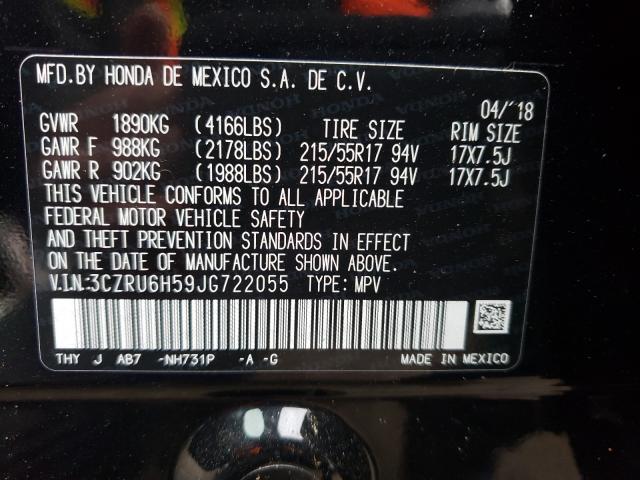 MFD.BY HONDA DE MEXICO S.A. DE C.V.
04/'18
GVWR 1890KG (4166LBS) TIRE SIZE RIM SIZE
GAWR F 988KG (2178LBS) 215/55R17 94V 17X7.5J
GAWR R 902KG (1988LBS) 215/55R17 94V 17X7.5J
THIS VEHICLE CONFORMS TO ALL APPLICABLE
FEDERAL MOTOR VEHICLE SAFETY
AND THEFT PREVENTION STANDARDS IN EFFECT
ON THE DATE OF MANUFACTURE SHOWN ABOVE.
V.I.N.:3CZRU6H59JG722055 TYPE: MPV
THY J AB7 -NH731P -A -G MADE IN MEXICO